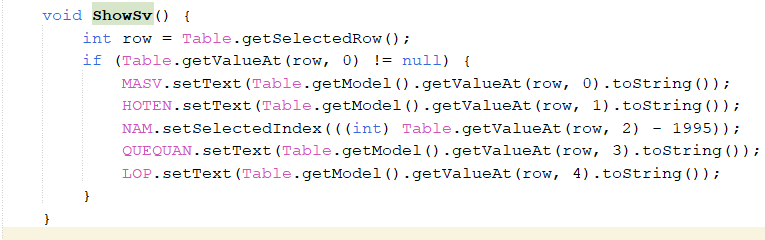 void ShowSv() {
int row = Table.getSelectedRow();
if (Table.getValueAt(row, 0) != null) {
MASV.setText(Table.getModel().getValueAt(row, 0).toString());
HOTEN.setText(Table.getModel().getValueAt(row, 1).toString());
NAM.setSelectedIndex(((int) Table.getValueAt(row, 2) - 1995));
QUEQUAN.setText(Table.getModel().getValueAt(row, 3).toString());
LOP.setText(Table.getModel().getValueAt(row, 4).toString());
}
}